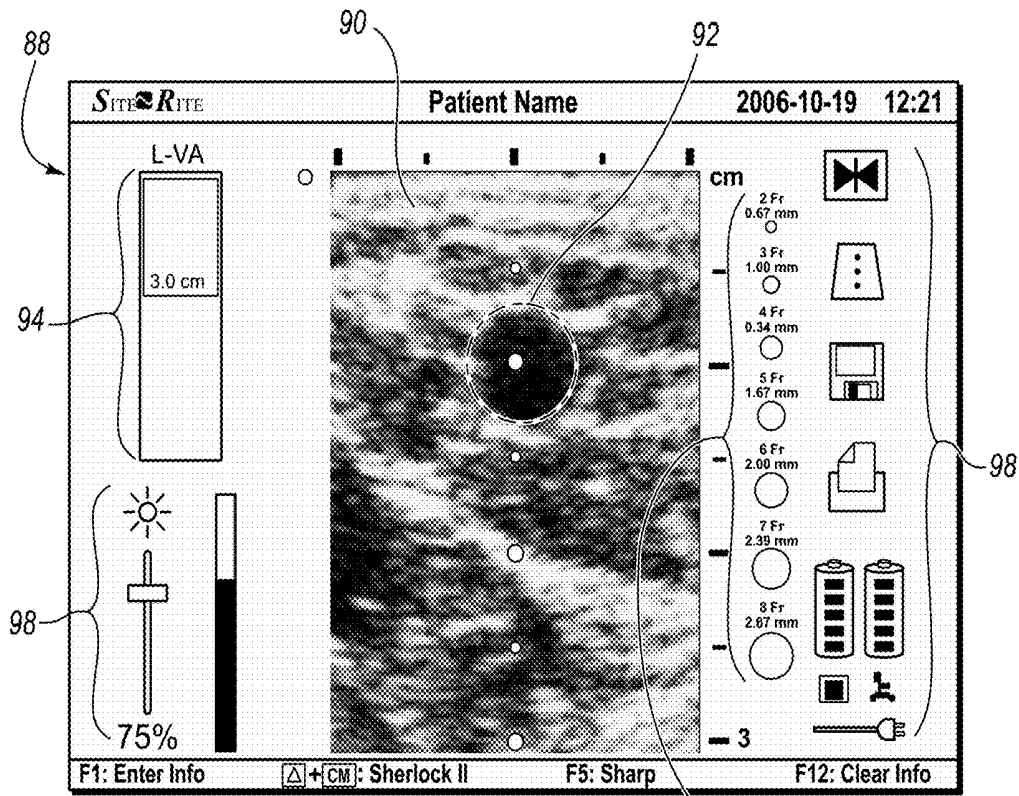 90
92
88
SITE RITE Patient Name 2006-10-19 12:21
L-VA
cm
2 Fr
0.67 mm
3 Fr
1.00 mm
3.0 cm
4 Fr
0.34 mm
94
5 Fr
1.67 mm
6 Fr
2.00 mm
98
7 Fr
2.39 mm
8 Fr
2.67 mm
98
75%
3
F1: Enter Info △+CM: Sherlock II F5: Sharp F12: Clear Info